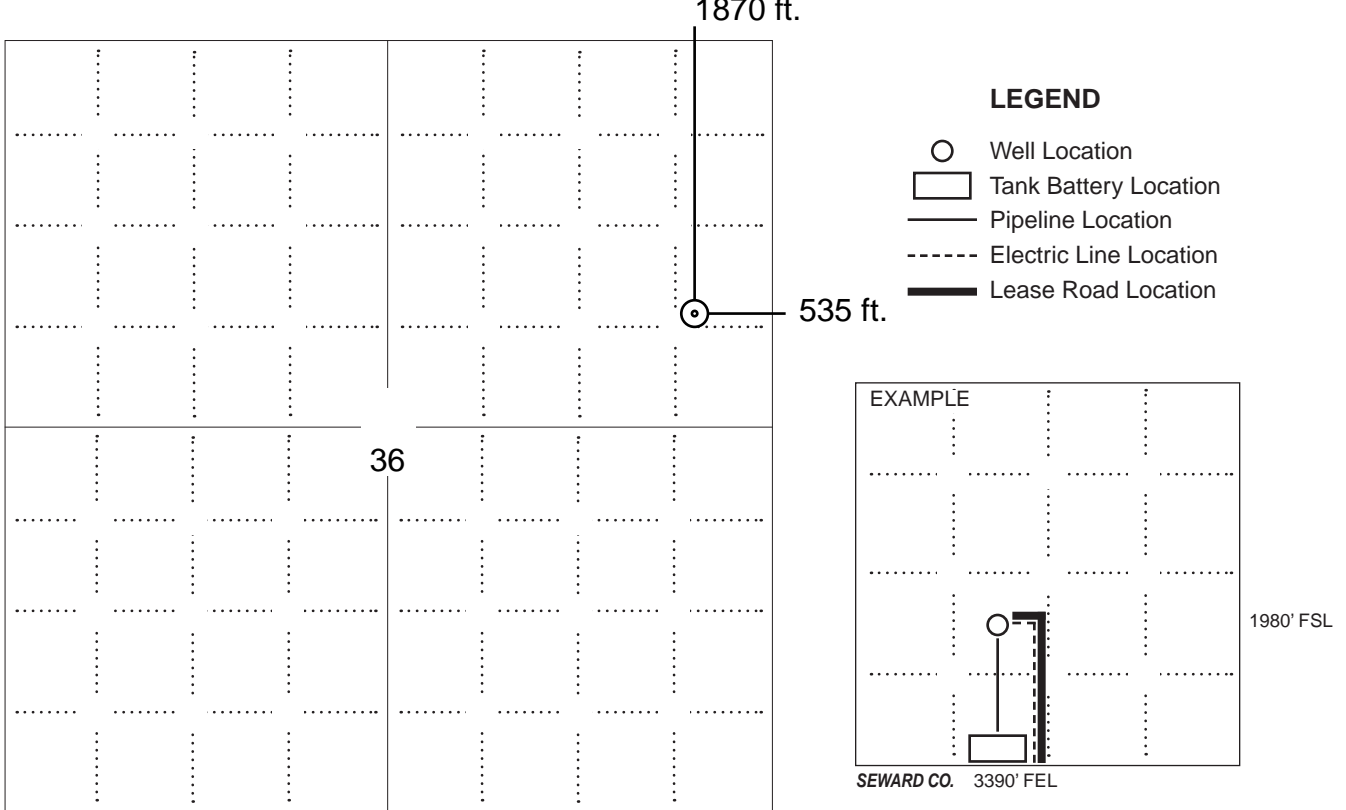 1870 ft.
LEGEND
Well Location
Tank Battery Location
Pipeline Location
Electric Line Location
Lease Road Location
535 ft.
EXAMPLE
36
1980’ FSL
SEWARD CO. 3390’ FEL